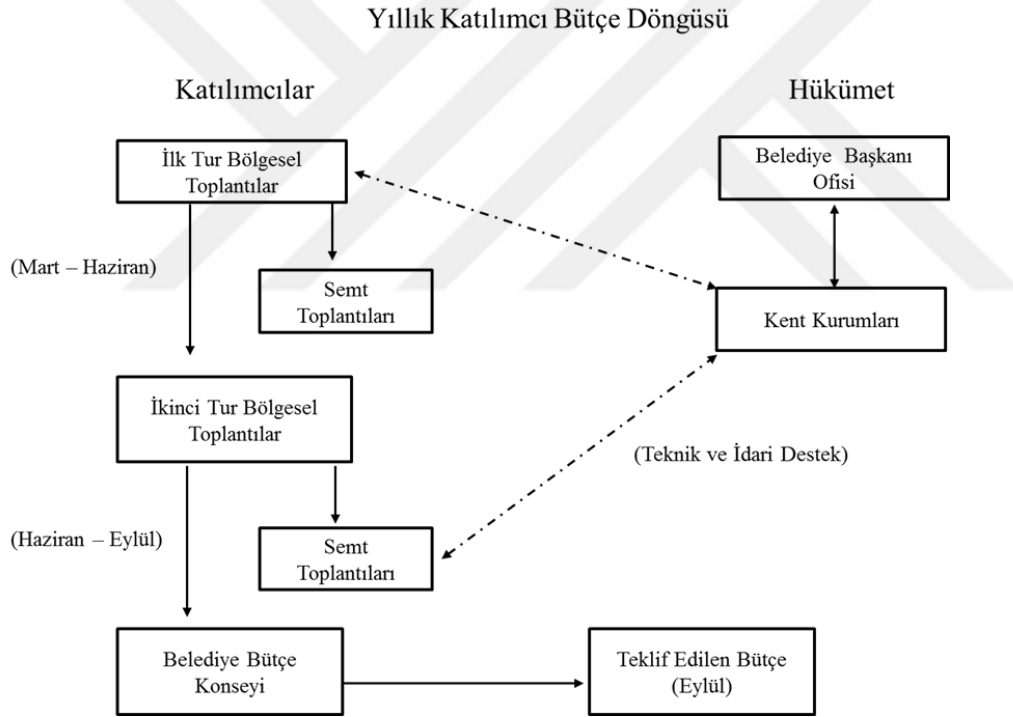 Yıllık Katılımcı Bütçe Döngüsü
Katılımcılar
Hükümet
İlk Tur Bölgesel
Toplantılar
Belediye Başkanı
Ofisi
(Mart – Haziran)
Semt
Toplantıları
Kent Kurumları
İkinci Tur Bölgesel
Toplantılar
(Teknik ve İdari Destek)
(Haziran – Eylül)
Semt
Toplantıları
Belediye Bütçe
Konseyi
Teklif Edilen Bütçe
(Eylül)